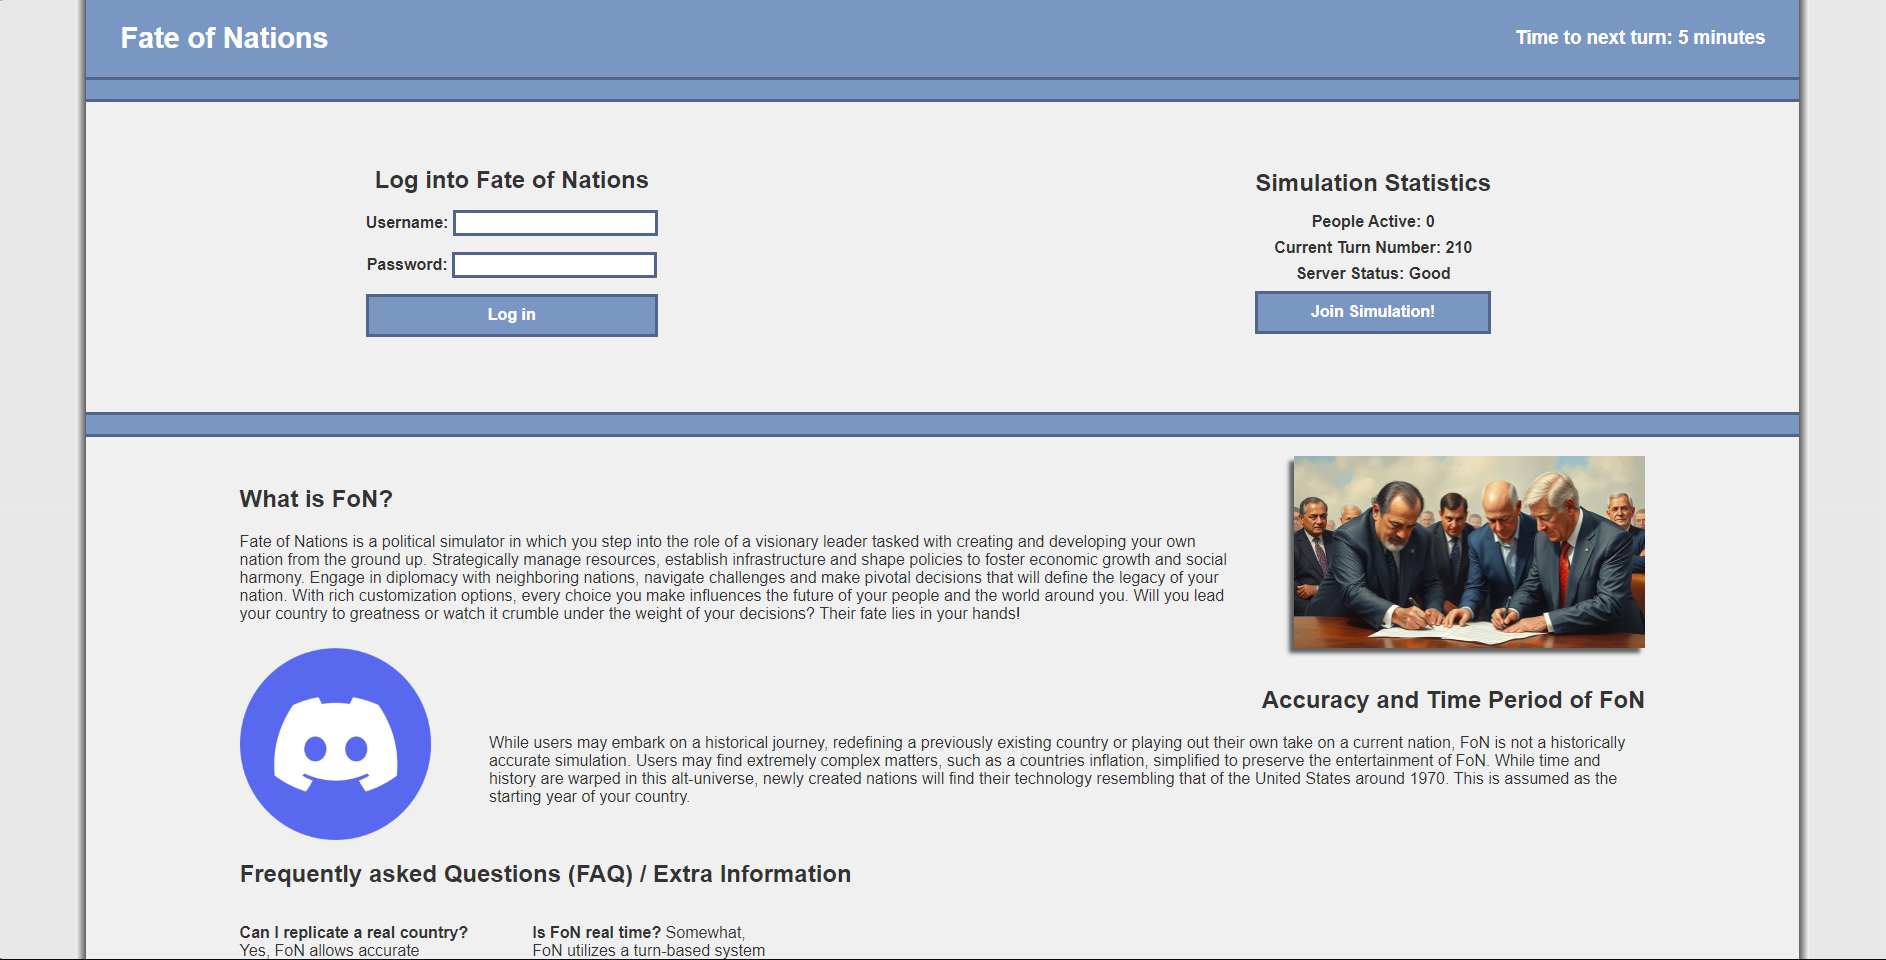 Fate of Nations
Time to next turn: 5 minutes
Log into Fate of Nations
Username:
Password:
Log in
Simulation Statistics
People Active: 0
Current Turn Number: 210
Server Status: Good
Join Simulation!
What is FoN?
Fate of Nations is a political simulator in which you step into the role of a visionary leader tasked with creating and developing your own
nation from the ground up. Strategically manage resources, establish infrastructure and shape policies to foster economic growth and social
harmony. Engage in diplomacy with neighboring nations, navigate challenges and make pivotal decisions that will define the legacy of your
nation. With rich customization options, every choice you make influences the future of your people and the world around you. Will you lead
your country to greatness or watch it crumble under the weight of your decisions? Their fate lies in your hands!
Accuracy and Time Period of FoN
While users may embark on a historical journey, redefining a previously existing country or playing out their own take on a current nation, FoN is not a historically
accurate simulation. Users may find extremely complex matters, such as a countries inflation, simplified to preserve the entertainment of FoN. While time and
history are warped in this alt-universe, newly created nations will find their technology resembling that of the United States around 1970. This is assumed as the
starting year of your country.
Frequently asked Questions (FAQ) / Extra Information
Can I replicate a real country?
Yes, FoN allows accurate
Is FoN real time? Somewhat,
FoN utilizes a turn-based system